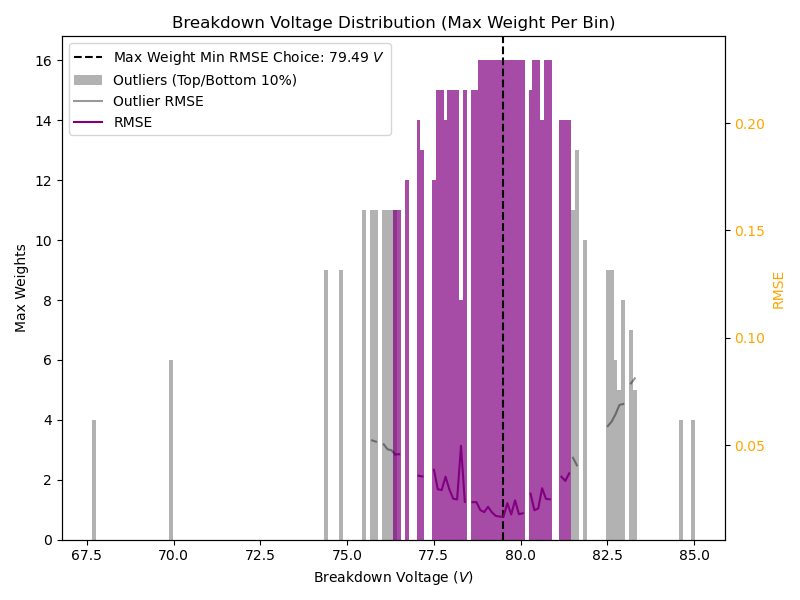 Breakdown Voltage Distribution (Max Weight Per Bin)
Max Weight Min RMSE Choice: 79.49 V
Outliers (Top/Bottom 10%)
Outlier RMSE
RMSE
16
14
12
10
8
6
4
2
0
Max Weights
0.20
0.15
0.10
0.05
RMSE
67.5 70.0 72.5 75.0 77.5 80.0 82.5 85.0
Breakdown Voltage (V)